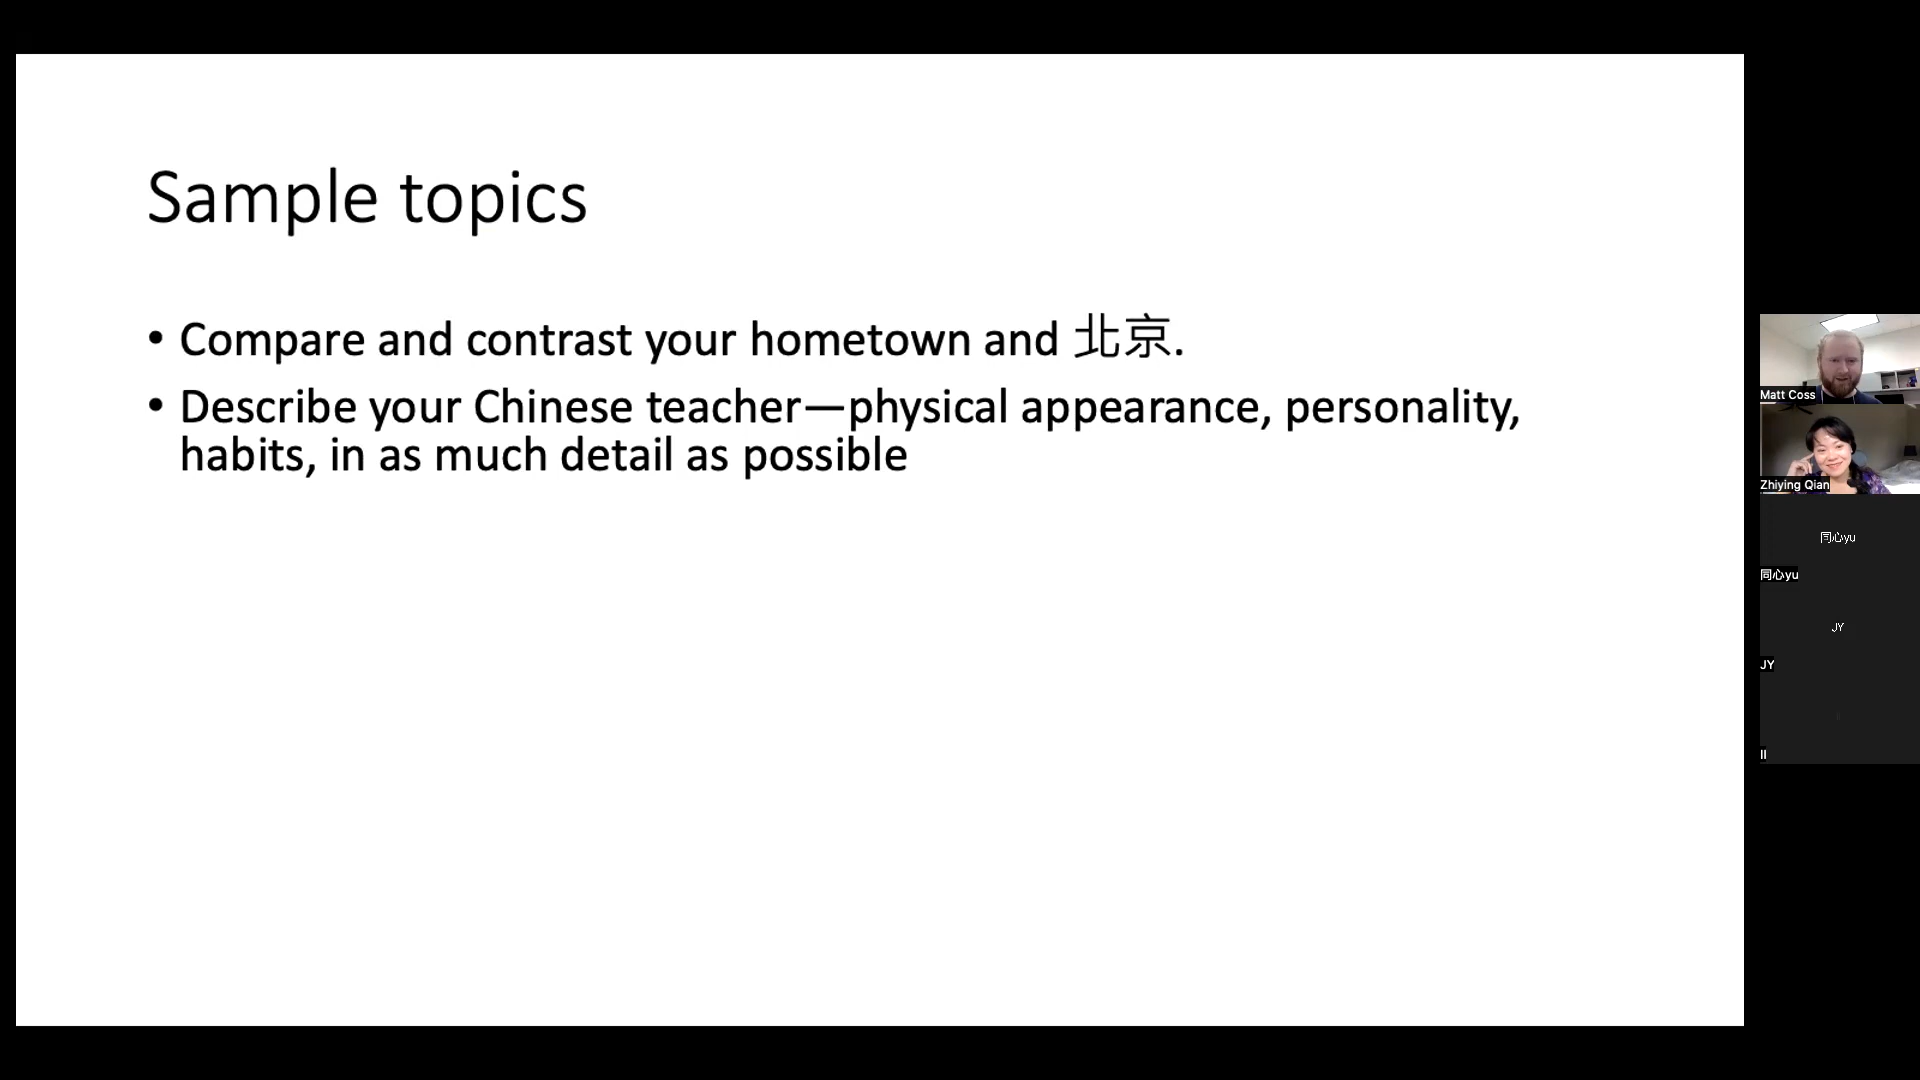 Sample topics
• Compare and contrast your hometown and 北京.
• Describe your Chinese teacher—physical appearance, personality,
habits, in as much detail as possible
Matt Coss
Zhiying Qian
同心yu
同心yu
JY
JY
ll